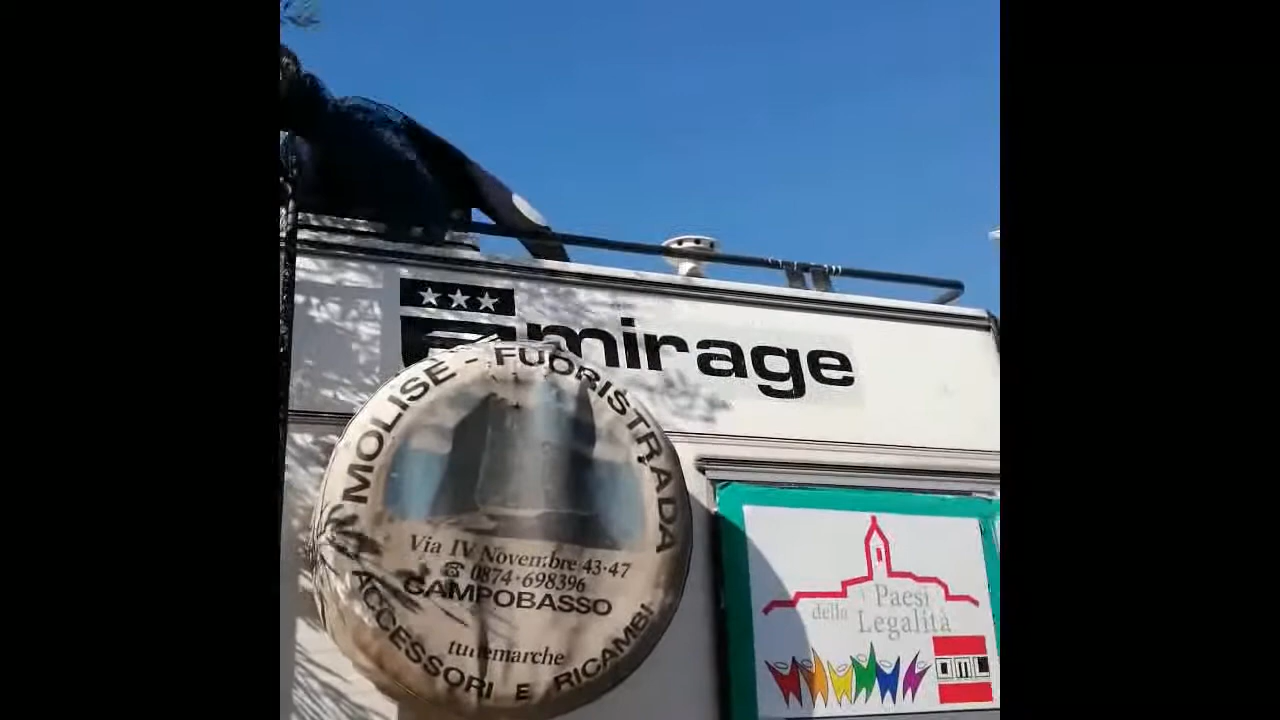 mirage
MOLISE - FUORISTRADA
Via IV Novembre 43-47
☎ 0874-698396
CAMPOBASSO
tuttemarche
ACCESSORI E RICAMBI
Paesi
della Legalità